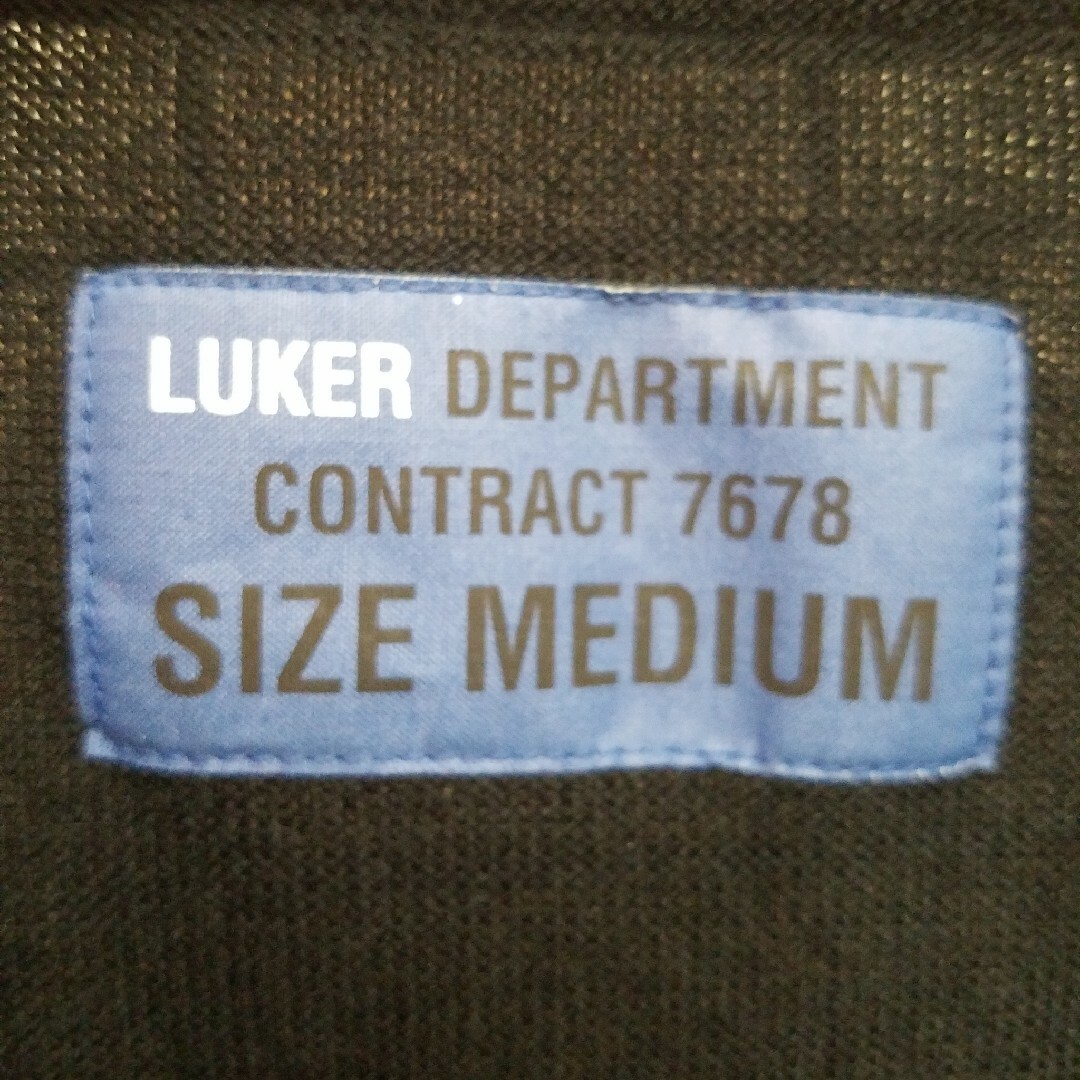 LUKER DEPARTMENT
CONTRACT 7678
SIZE MEDIUM